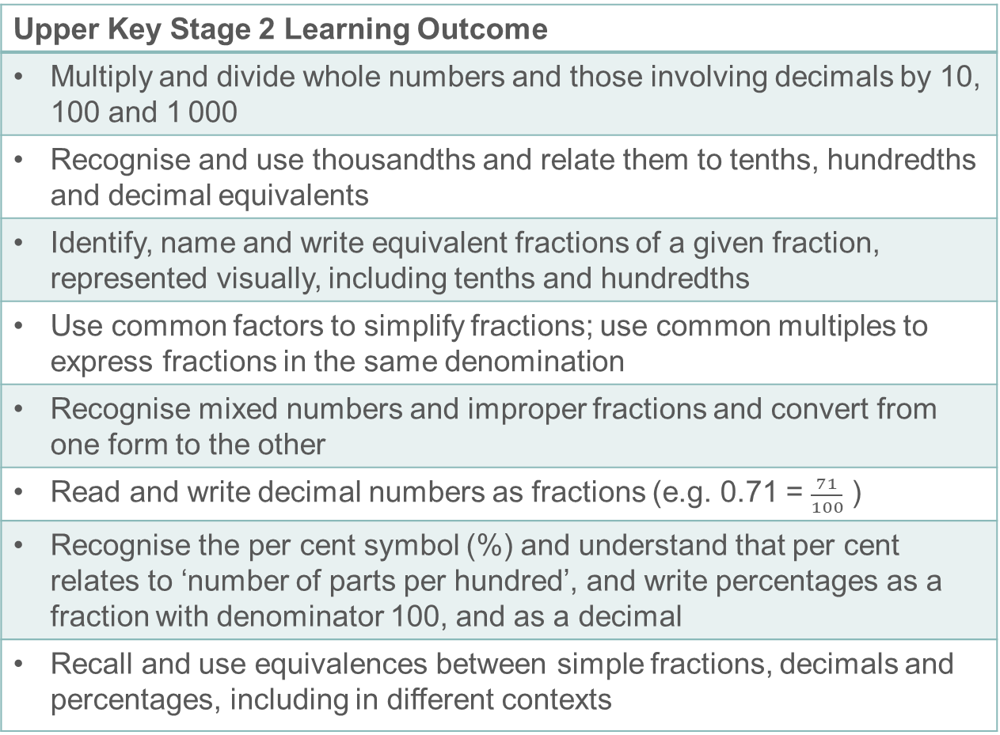 Upper Key Stage 2 Learning Outcome
• Multiply and divide whole numbers and those involving decimals by 10,
100 and 1 000
• Recognise and use thousandths and relate them to tenths, hundredths
and decimal equivalents
• Identify, name and write equivalent fractions of a given fraction,
represented visually, including tenths and hundredths
• Use common factors to simplify fractions; use common multiples to
express fractions in the same denomination
• Recognise mixed numbers and improper fractions and convert from
one form to the other
• Read and write decimal numbers as fractions (e.g. 0.71 = 71/100 )
• Recognise the per cent symbol (%) and understand that per cent
relates to ‘number of parts per hundred’, and write percentages as a
fraction with denominator 100, and as a decimal
• Recall and use equivalences between simple fractions, decimals and
percentages, including in different contexts